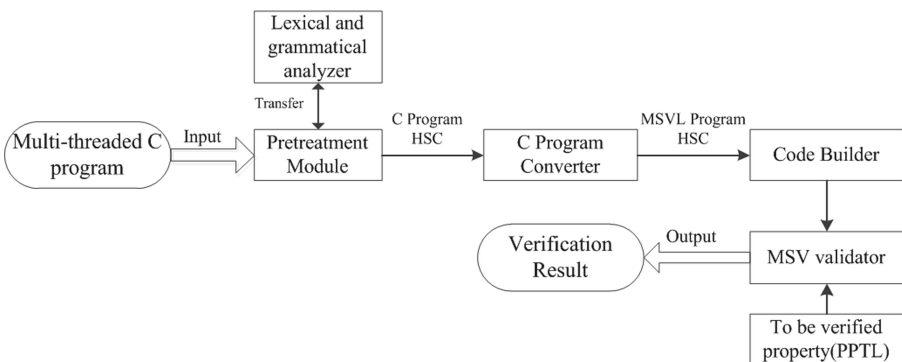 Lexical and
grammatical
analyzer
Transfer
Multi-threaded C
program
Input
Pretreatment
Module
C Program
HSC
C Program
Converter
MSVL Program
HSC
Code Builder
Verification
Result
Output
MSV validator
To be verified
property(PPTL)